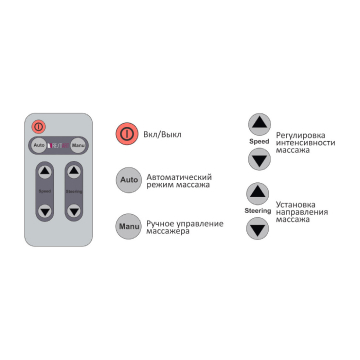 Auto
Manu
Speed
Steering
Вкл/Выкл
Auto
Автоматический
режим массажа
Manu
Ручное управление
массажера
Speed
Регулировка
интенсивности
массажа
Steering
Установка
направления
массажа